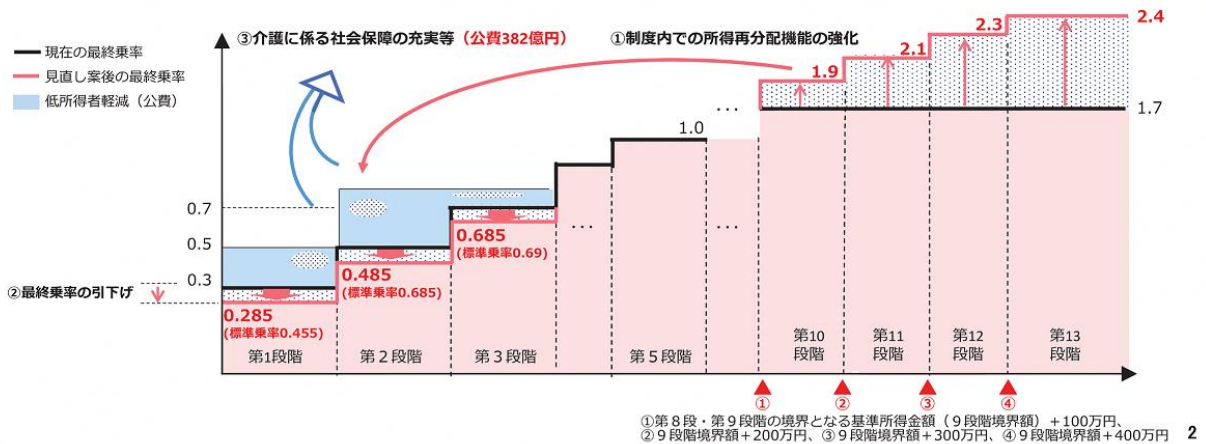 ③介護に係る社会保障の充実等（公費382億円）
①制度内での所得再分配機能の強化
現在の最終乗率
見直し案後の最終乗率
低所得者軽減（公費）
2.4
2.3
2.1
1.9
1.7
1.0
…
…
0.7
0.5
0.3
②最終乗率の引下げ
0.685
(標準乗率0.69)
…
…
0.485
(標準乗率0.685)
0.285
(標準乗率0.455)
第1段階
第２段階
第３段階
第５段階
第10
段階
第11
段階
第12
段階
第13
段階
①
②
③
④
①第８段・第９段階の境界となる基準所得金額（９段階境界額）+100万円、
②９段階境界額＋200万円、③９段階境界額＋300万円、④９段階境界額＋400万円
2